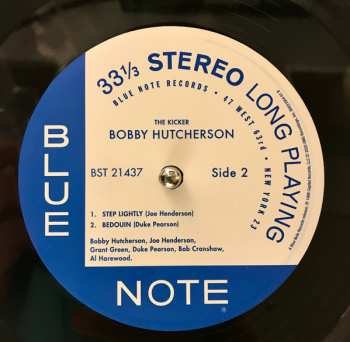 33⅓ STEREO LONG PLAYING
BLUE NOTE RECORDS • 47 WEST 63rd • NEW YORK 23
THE KICKER
BOBBY HUTCHERSON
BST 21437 Side 2
1. STEP LIGHTLY (Joe Henderson)
2. BEDOUIN (Duke Pearson)
Bobby Hutcherson, Joe Henderson,
Grant Green, Duke Pearson, Bob Cranshaw,
Al Harewood.
BLUE
NOTE
®